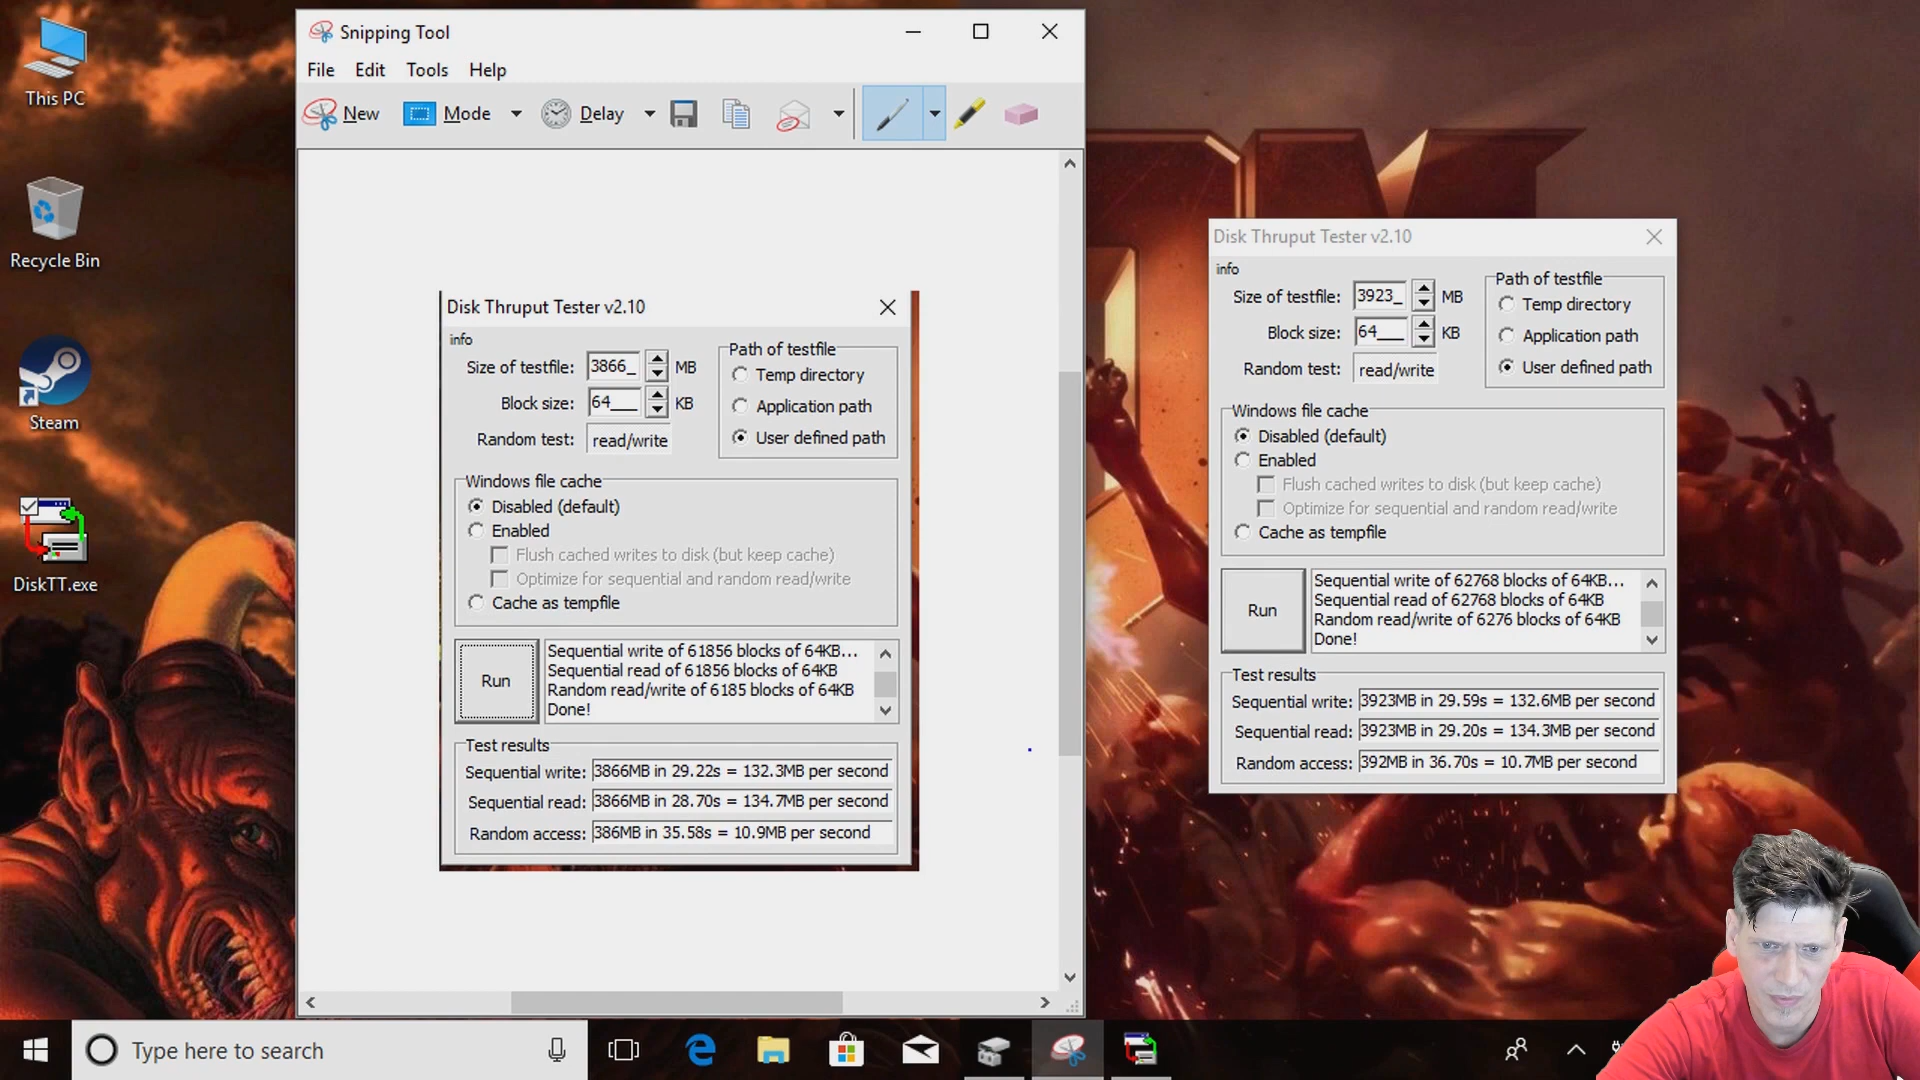 This PC
Recycle Bin
Steam
DiskTT.exe
Snipping Tool
File Edit Tools Help
New Mode Delay
Disk Thruput Tester v2.10
info
Size of testfile: 3866_ MB
Block size: 64___ KB
Random test: read/write
Path of testfile
Temp directory
Application path
User defined path
Windows file cache
Disabled (default)
Enabled
Flush cached writes to disk (but keep cache)
Optimize for sequential and random read/write
Cache as tempfile
Run
Sequential write of 61856 blocks of 64KB...
Sequential read of 61856 blocks of 64KB
Random read/write of 6185 blocks of 64KB
Done!
Test results
Sequential write: 3866MB in 29.22s = 132.3MB per second
Sequential read: 3866MB in 28.70s = 134.7MB per second
Random access: 386MB in 35.58s = 10.9MB per second
Disk Thruput Tester v2.10
info
Size of testfile: 3923_ MB
Block size: 64___ KB
Random test: read/write
Path of testfile
Temp directory
Application path
User defined path
Windows file cache
Disabled (default)
Enabled
Flush cached writes to disk (but keep cache)
Optimize for sequential and random read/write
Cache as tempfile
Run
Sequential write of 62768 blocks of 64KB...
Sequential read of 62768 blocks of 64KB
Random read/write of 6276 blocks of 64KB
Done!
Test results
Sequential write: 3923MB in 29.59s = 132.6MB per second
Sequential read: 3923MB in 29.20s = 134.3MB per second
Random access: 392MB in 36.70s = 10.7MB per second
Type here to search